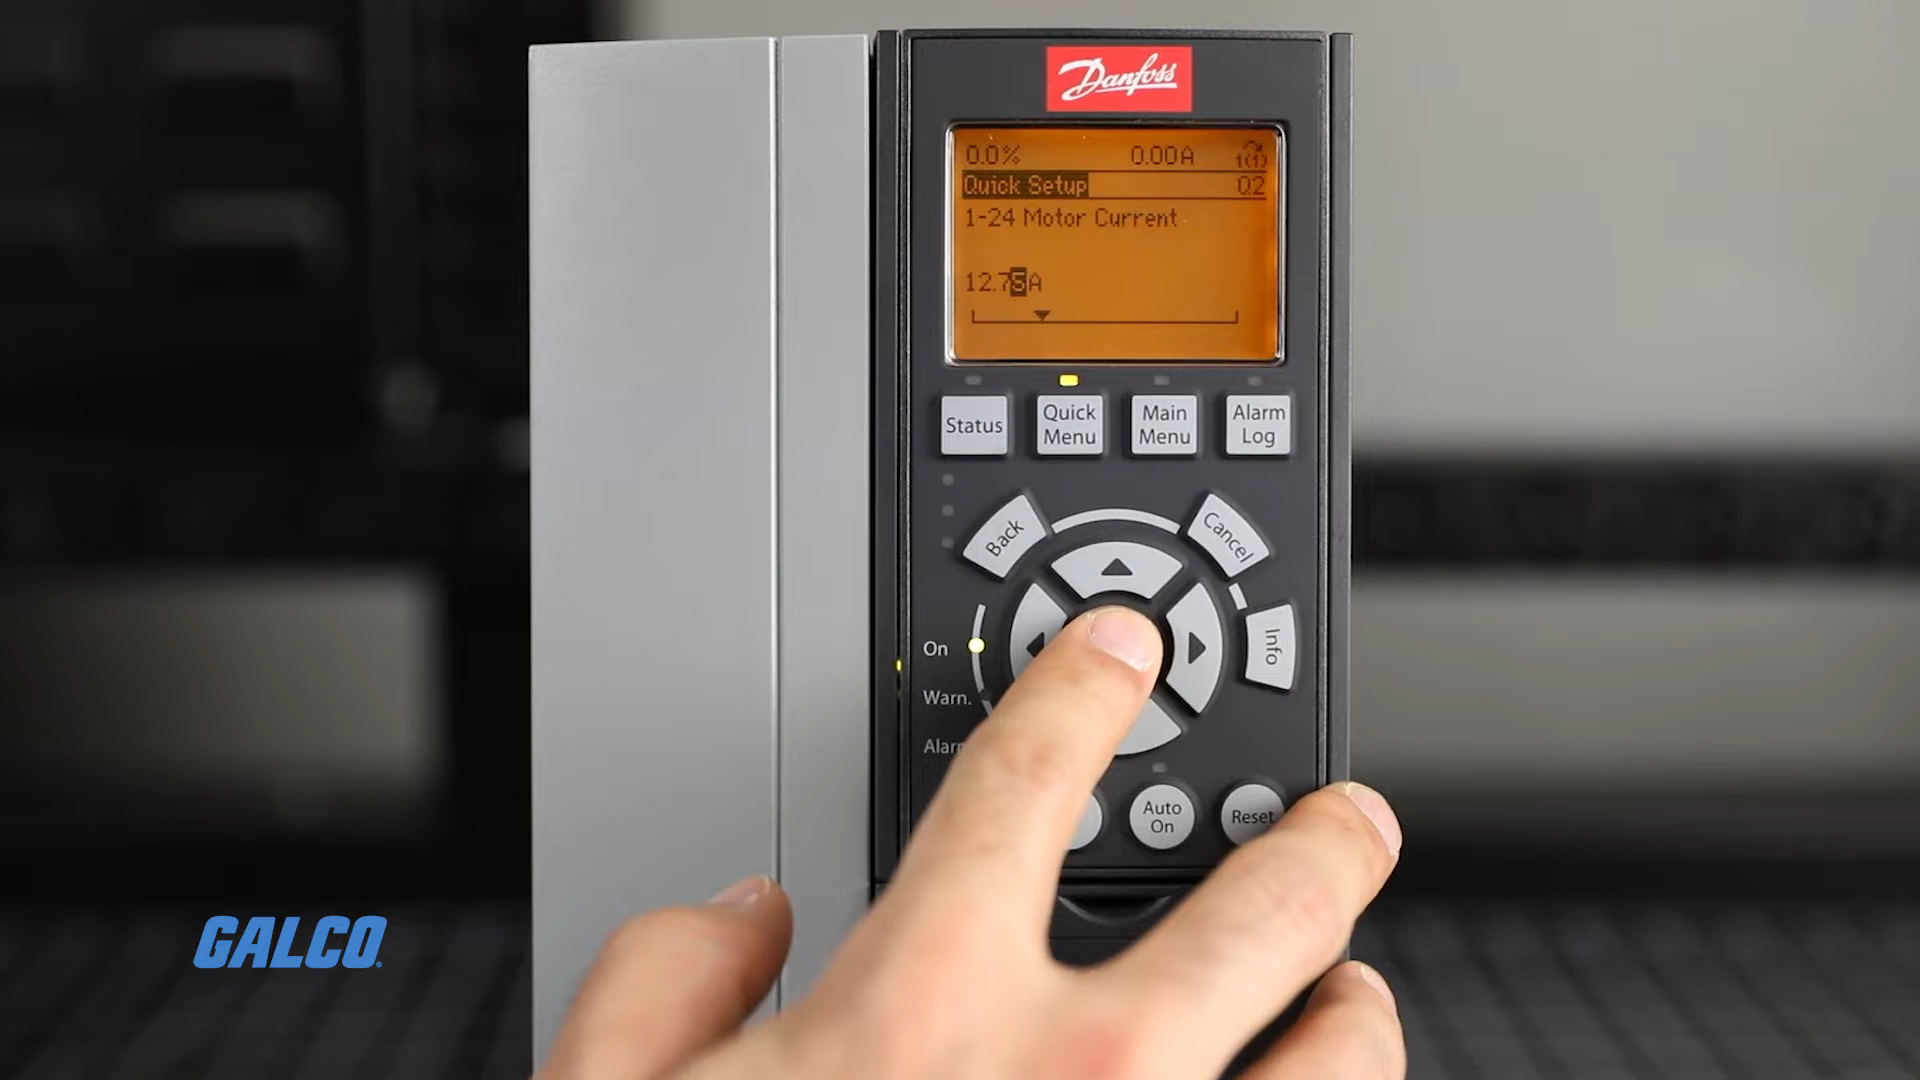 Danfoss
0.0% 0.00A 1(1)
Quick Setup Q2
1-24 Motor Current
12.75A
Status
Quick Menu
Main Menu
Alarm Log
Back
Cancel
Info
On
Warn.
Auto On
Reset
GALCO